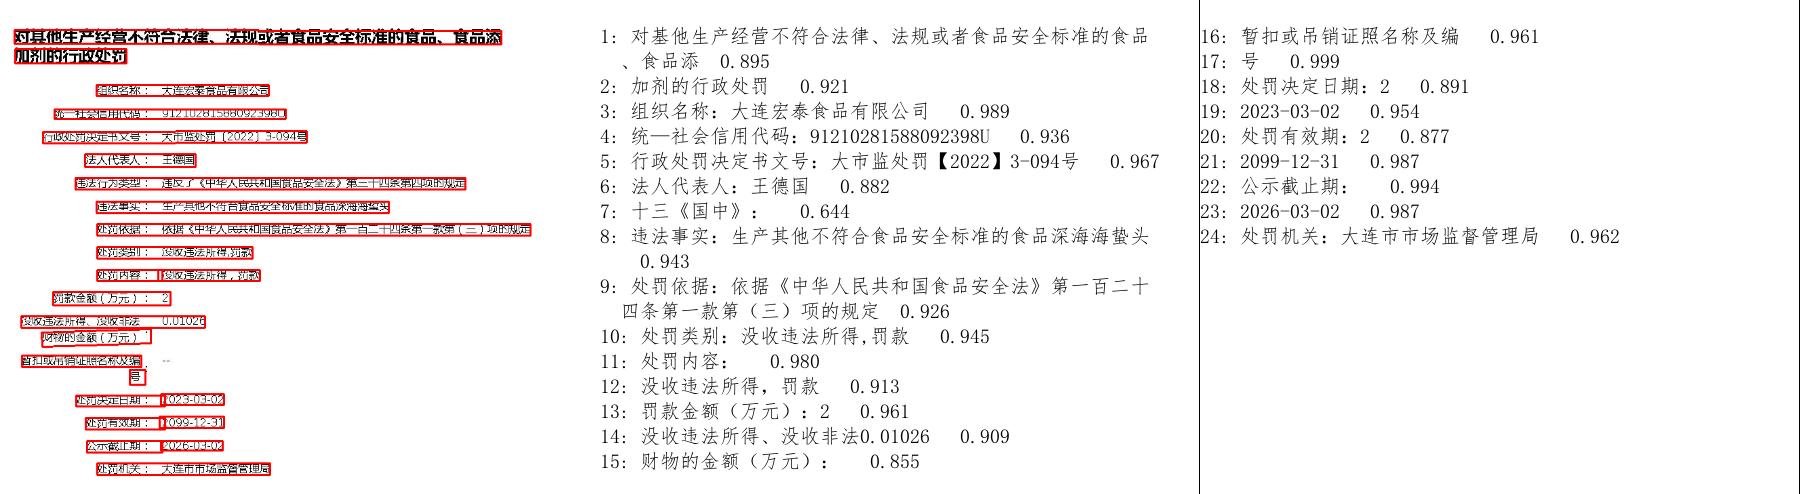 对其他生产经营不符合法律、法规或者食品安全标准的食品、食品添
加剂的行政处罚
组织名称： 大连宏泰食品有限公司
统一社会信用代码： 91210281588092398U
行政处罚决定书文号： 大市监处罚〔2022〕3-094号
法人代表人： 王德国
违法行为类型： 违反了《中华人民共和国食品安全法》第三十四条第四项的规定
违法事实： 生产其他不符合食品安全标准的食品深海海蜇头
处罚依据： 依据《中华人民共和国食品安全法》第一百二十四条第一款第（三）项的规定
处罚类别： 没收违法所得,罚款
处罚内容： 没收违法所得，罚款
罚款金额（万元）： 2
没收违法所得、没收非法 0.01026
财物的金额（万元）：
暂扣或吊销证照名称及编 --
号：
处罚决定日期： 2023-03-02
处罚有效期： 2099-12-31
公示截止期： 2026-03-02
处罚机关： 大连市市场监督管理局
1: 对基他生产经营不符合法律、法规或者食品安全标准的食品
、食品添 0.895
2: 加剂的行政处罚 0.921
3: 组织名称：大连宏泰食品有限公司 0.989
4: 统一社会信用代码：91210281588092398U 0.936
5: 行政处罚决定书文号：大市监处罚【2022】3-094号 0.967
6: 法人代表人：王德国 0.882
7: 十三《国中》： 0.644
8: 违法事实：生产其他不符合食品安全标准的食品深海海蛰头
0.943
9: 处罚依据：依据《中华人民共和国食品安全法》第一百二十
四条第一款第（三）项的规定 0.926
10: 处罚类别：没收违法所得,罚款 0.945
11: 处罚内容： 0.980
12: 没收违法所得，罚款 0.913
13: 罚款金额（万元）：2 0.961
14: 没收违法所得、没收非法0.01026 0.909
15: 财物的金额（万元）： 0.855
16: 暂扣或吊销证照名称及编 0.961
17: 号 0.999
18: 处罚决定日期：2 0.891
19: 2023-03-02 0.954
20: 处罚有效期：2 0.877
21: 2099-12-31 0.987
22: 公示截止期： 0.994
23: 2026-03-02 0.987
24: 处罚机关：大连市市场监督管理局 0.962